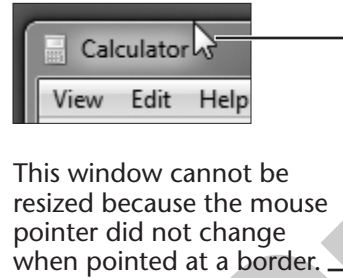 Calculator
View Edit Help
This window cannot be
resized because the mouse
pointer did not change
when pointed at a border.